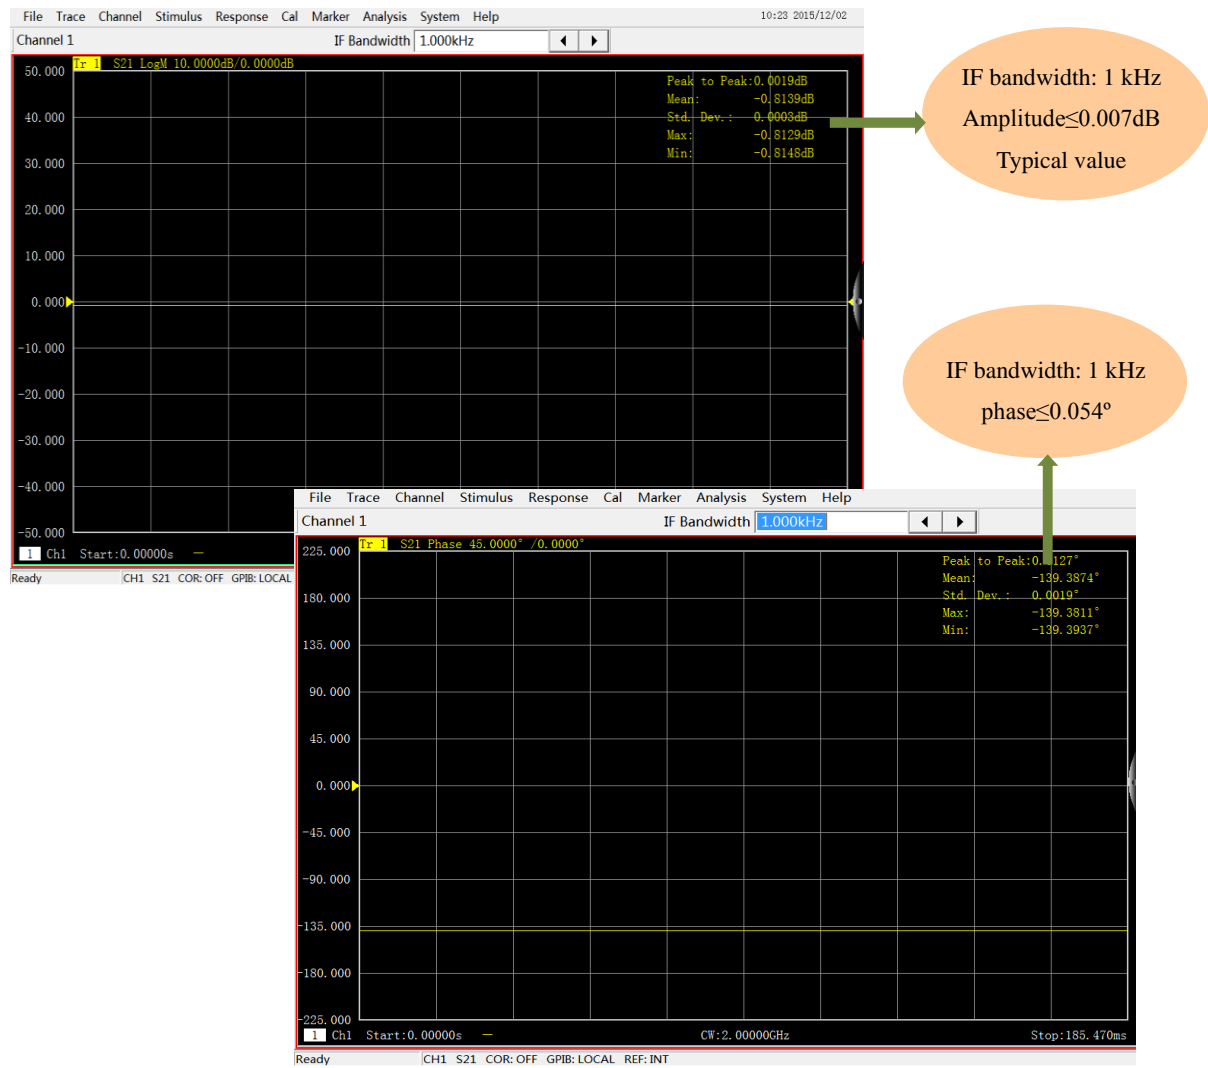 File Trace Channel Stimulus Response Cal Marker Analysis System Help 10:23 2015/12/02
Channel 1 IF Bandwidth 1.000kHz
Tr 1 S21 LogM 10.0000dB/0.0000dB
50.000
40.000
30.000
20.000
10.000
0.000
-10.000
-20.000
-30.000
-40.000
-50.000
Peak to Peak:0.0019dB
Mean: -0.8139dB
Std. Dev.: 0.0003dB
Max: -0.8129dB
Min: -0.8148dB
1 Ch1 Start:0.00000s —
Ready CH1 S21 COR: OFF GPIB: LOCAL
IF bandwidth: 1 kHz
Amplitude≤0.007dB
Typical value
IF bandwidth: 1 kHz
phase≤0.054º
File Trace Channel Stimulus Response Cal Marker Analysis System Help
Channel 1 IF Bandwidth 1.000kHz
Tr 1 S21 Phase 45.0000° /0.0000°
225.000
180.000
135.000
90.000
45.000
0.000
-45.000
-90.000
-135.000
-180.000
-225.000
Peak to Peak:
Mean: -139.3874°
Std. Dev.: 0.0019°
Max: -139.3811°
Min: -139.3937°
1 Ch1 Start:0.00000s — CW:2.00000GHz Stop:185.470ms
Ready CH1 S21 COR: OFF GPIB: LOCAL REF: INT